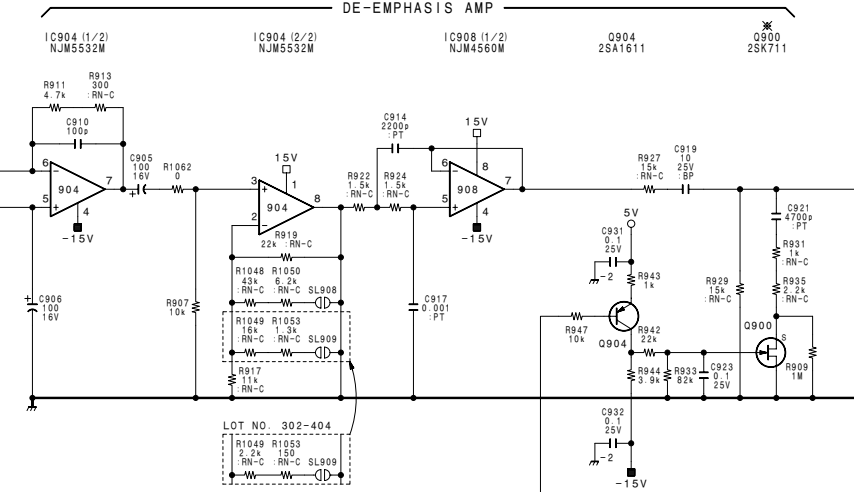 DE-EMPHASIS AMP
IC904 (1/2)
NJM5532M
IC904 (2/2)
NJM5532M
IC908 (1/2)
NJM4560M
Q904
2SA1611
※
Q900
2SK711
R911
4.7k
R913
300
:RN-C
C910
100p
6
5
904
7
4
-15V
C905
100
16V
+
R1062
0
C906
100
16V
+
R907
10k
15V
3
1
904
8
2
R919
22k :RN-C
R1048
43k
:RN-C
R1050
6.2k
:RN-C
SL908
R1049
16k
:RN-C
R1053
1.3k
:RN-C
SL909
R917
11k
:RN-C
LOT NO. 302-404
R1049
2.2k
:RN-C
R1053
150
:RN-C
SL909
R922
1.5k
:RN-C
R924
1.5k
:RN-C
C914
2200p
:PT
15V
6
8
5
908
7
4
-15V
C917
0.001
:PT
R927
15k
:RN-C
C919
10
25V
:BP
5V
C931
0.1
25V
-2
R943
1k
R947
10k
Q904
R942
22k
R944
3.9k
R933
82k
C923
0.1
25V
C932
0.1
25V
-2
-15V
R929
15k
:RN-C
C921
4700p
:PT
R931
1k
:RN-C
R935
2.2k
:RN-C
Q900
S
R909
1M